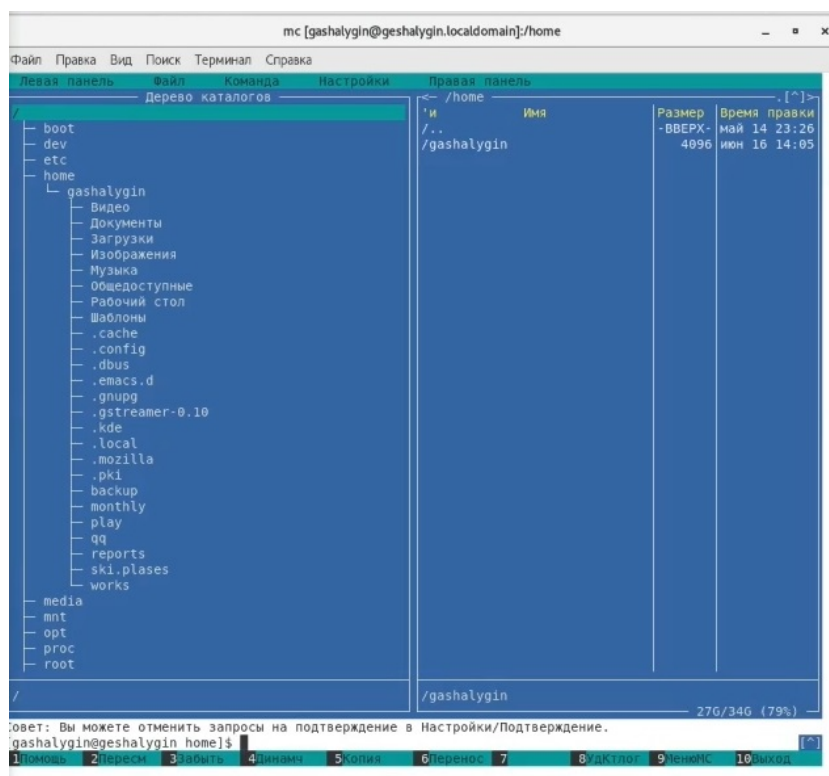 mc [gashalygin@geshalygin.localdomain]:/home
Файл Правка Вид Поиск Терминал Справка
Левая панель Файл Команда Настройки Правая панель
Дерево каталогов
/
boot
dev
etc
home
gashalygin
Видео
Документы
Загрузки
Изображения
Музыка
Общедоступные
Рабочий стол
Шаблоны
.cache
.config
.dbus
.emacs.d
.gnupg
.gstreamer-0.10
.kde
.local
.mozilla
.pki
backup
monthly
play
qq
reports
ski.plases
works
media
mnt
opt
proc
root
/
<— /home .[^]>
'и Имя Размер Время правки
/.. -ВВЕРХ- май 14 23:26
/gashalygin 4096 июн 16 14:05
/gashalygin
27G/34G (79%)
Совет: Вы можете отменить запросы на подтверждение в Настройки/Подтверждение.
[gashalygin@geshalygin home]$ [^]
1Помощь 2Пересм 3Забыть 4Динамч 5Копия 6Перенос 7 8УдКтлог 9МенюMC 10Выход